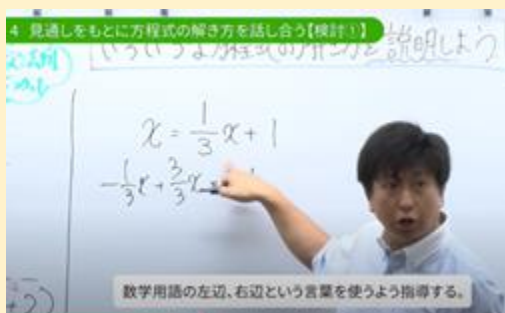 4 見通しをもとに方程式の解き方を話し合う【検討①】
いろいろな方程式の解き方を説明しよう
x = 1/3 x + 1
-1/3 x + 3/3 x =
数学用語の左辺、右辺という言葉を使うよう指導する。